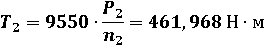 T₂ = 9550 · P₂/n₂ = 461,968 Н · м